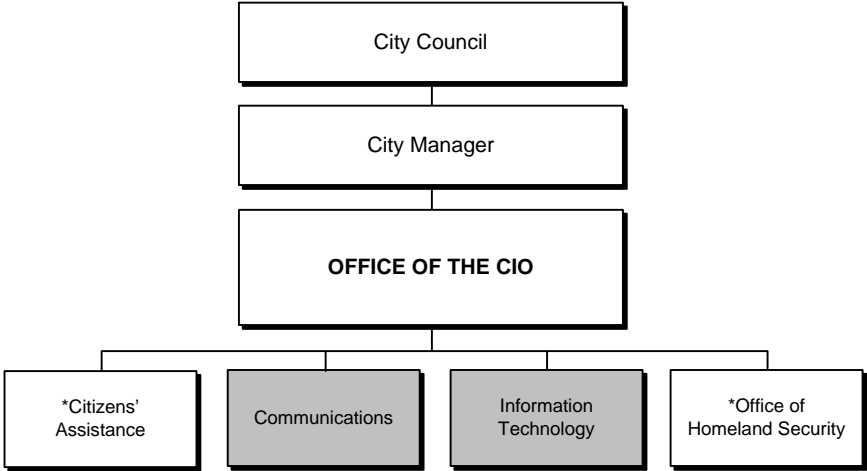 City Council
City Manager
OFFICE OF THE CIO
*Citizens’
Assistance
Communications
Information
Technology
*Office of
Homeland Security